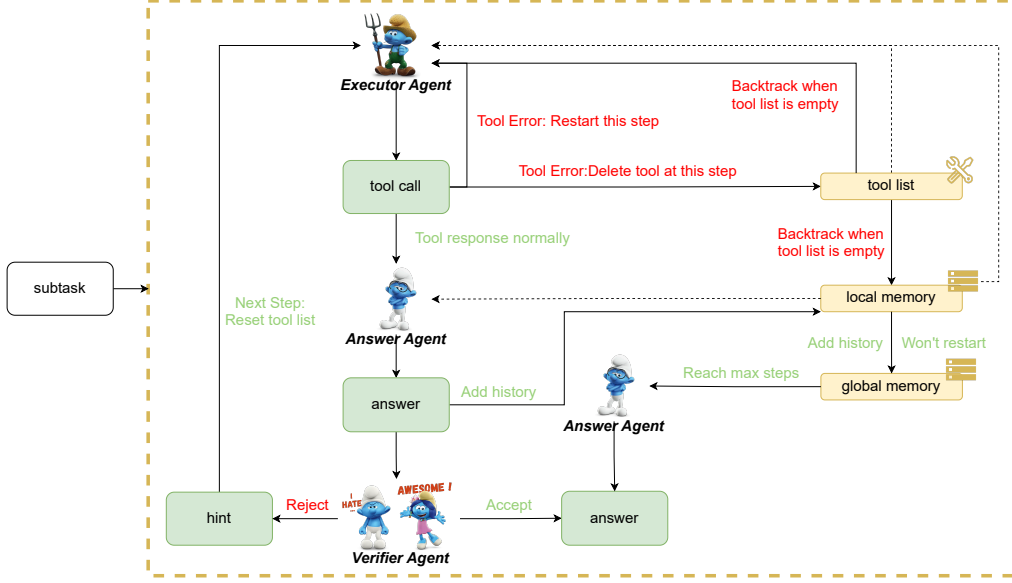 Executor Agent
Backtrack when
tool list is empty
Tool Error: Restart this step
Tool Error:Delete tool at this step
tool call
tool list
Tool response normally
Backtrack when
tool list is empty
subtask
Next Step:
Reset tool list
local memory
Answer Agent
Add history
Won't restart
Reach max steps
global memory
answer
Add history
Answer Agent
I
HATE
AWESOME !
Reject
Accept
hint
answer
Verifier Agent